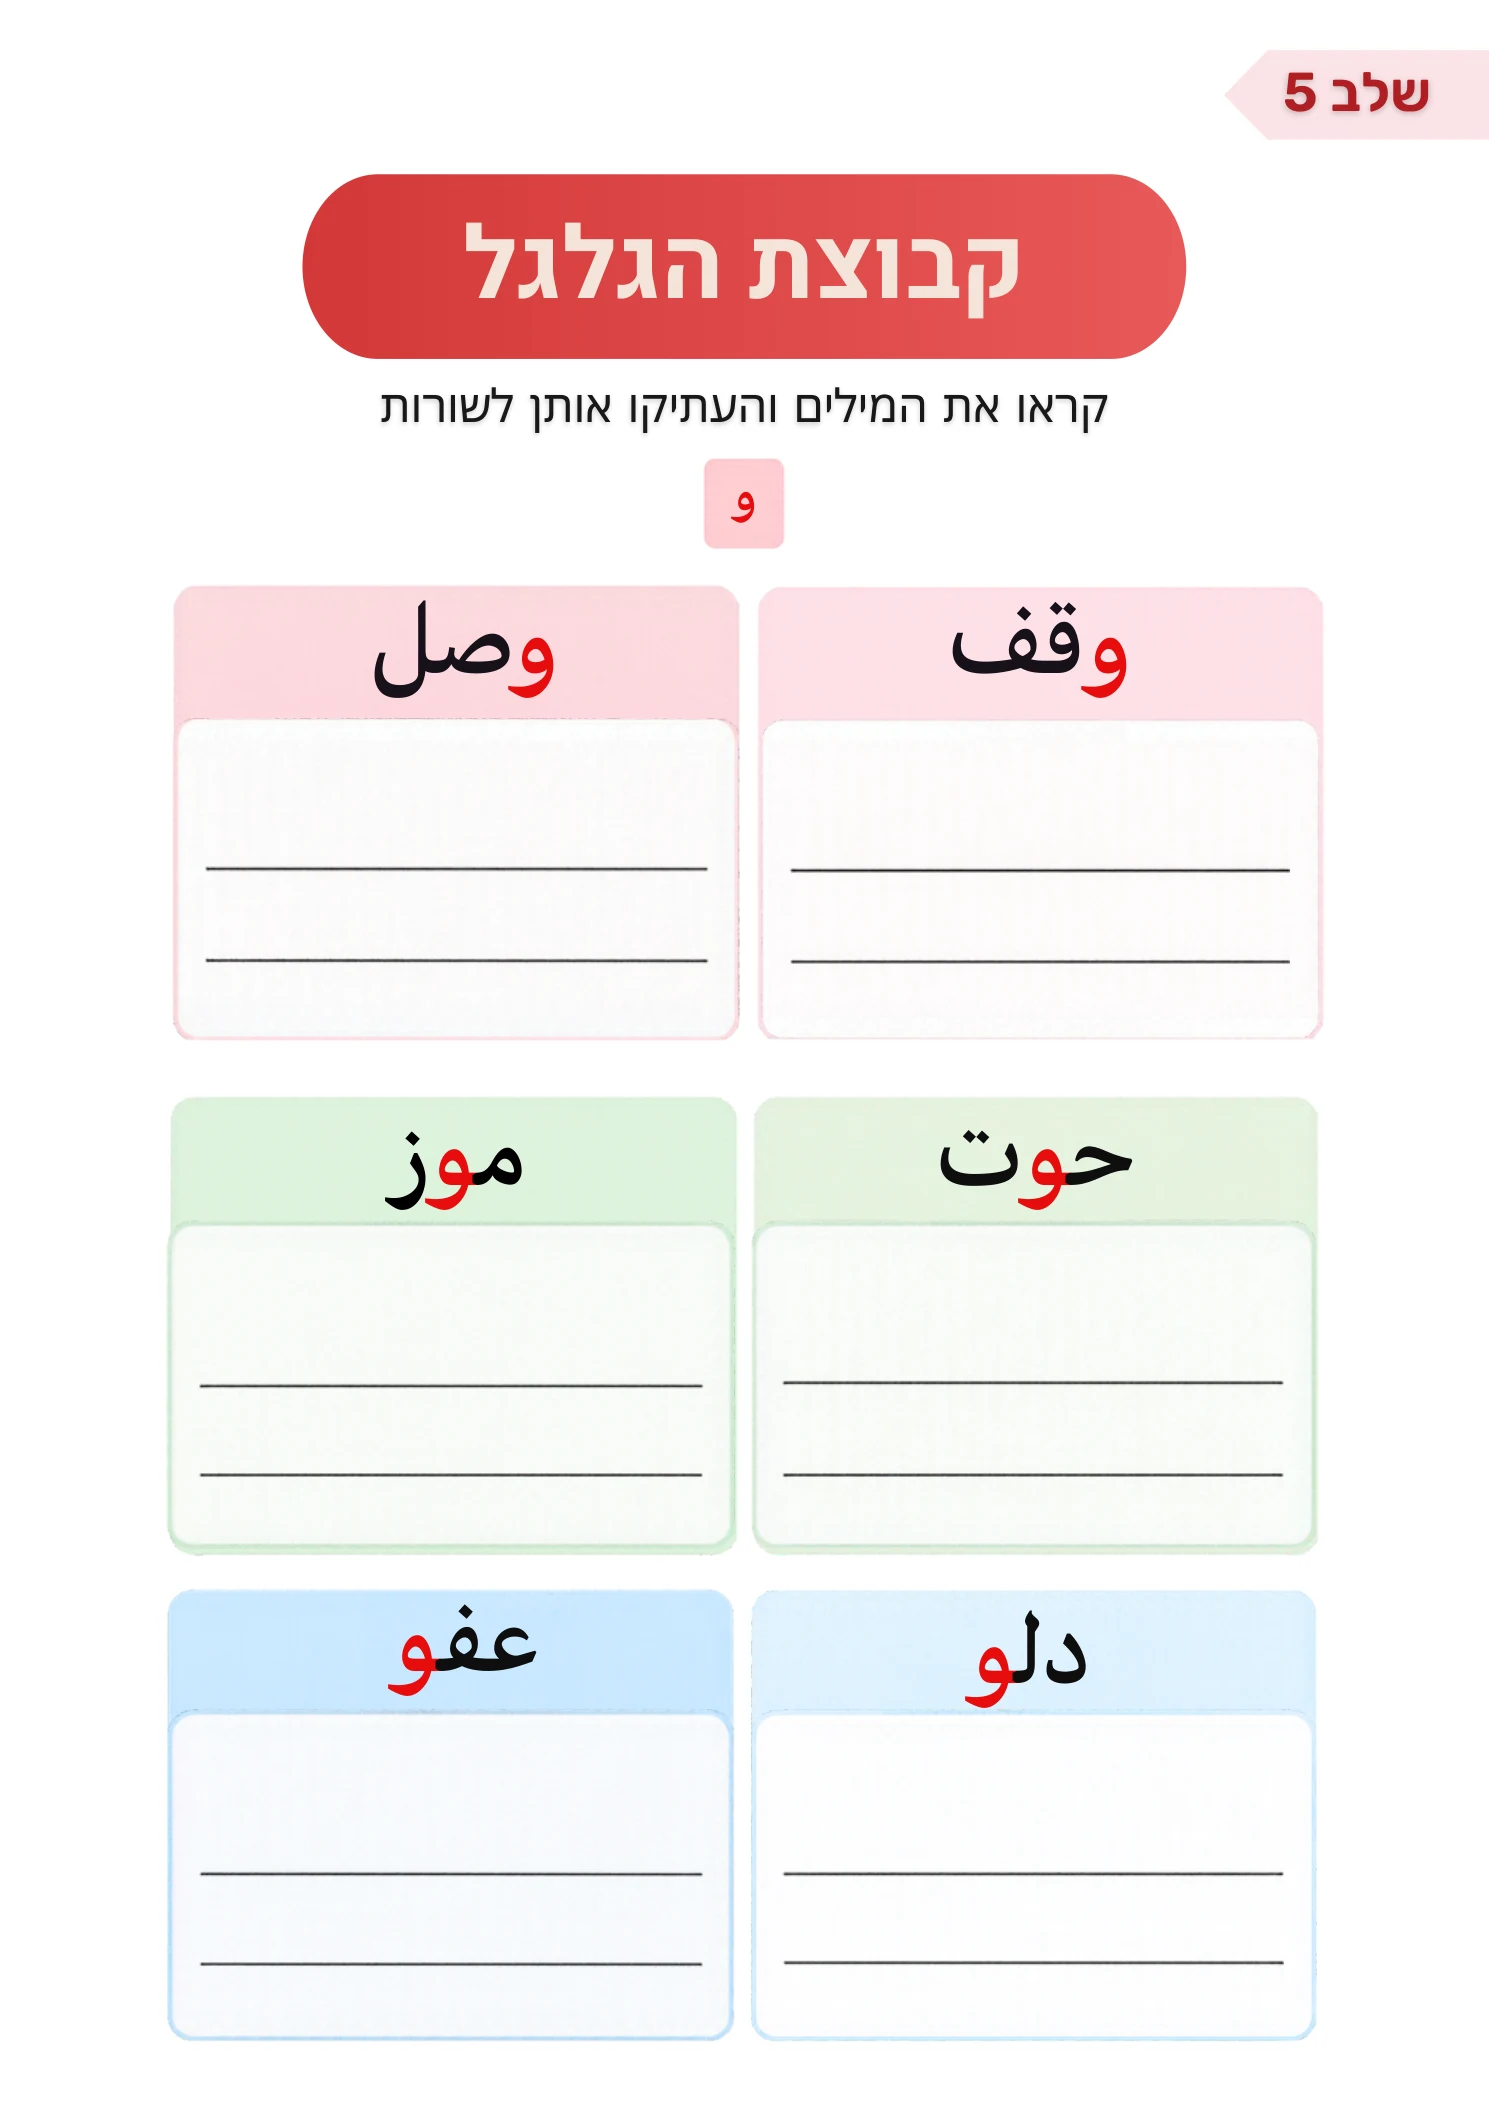 שלב 5
קבוצת הגלגל
קראו את המילים והעתיקו אותן לשורות
و
وقف
وصل
حوت
موز
دلو
عفو